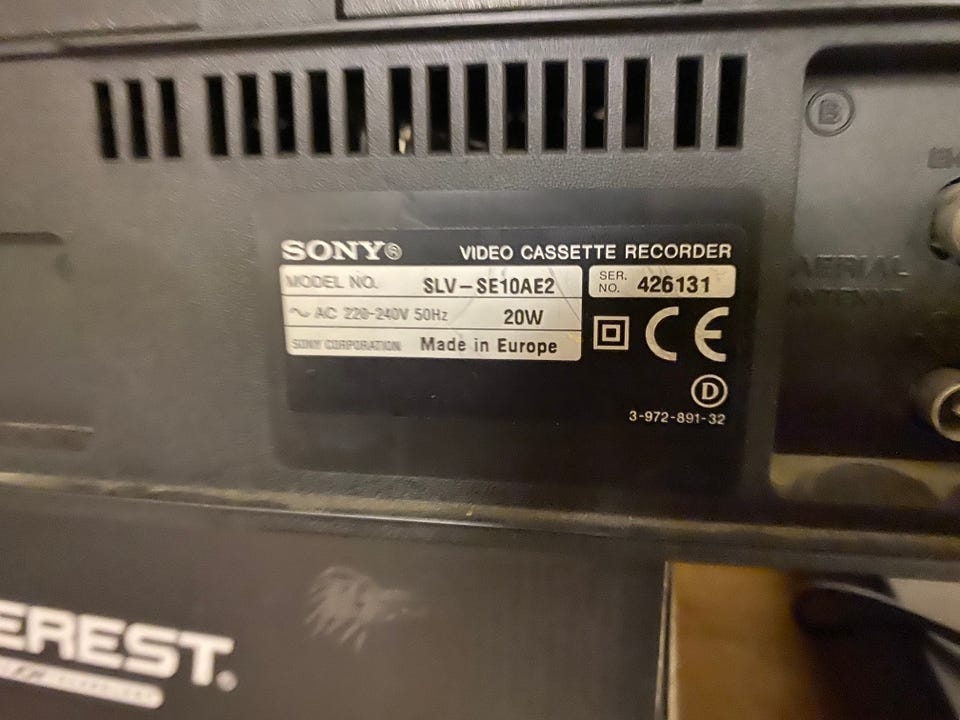 SONY® VIDEO CASSETTE RECORDER
MODEL NO. SLV-SE10AE2 SER. NO. 426131
~ AC 220-240V 50Hz 20W
SONY CORPORATION Made in Europe
CE
D
3-972-891-32
B
AERIAL
EREST.